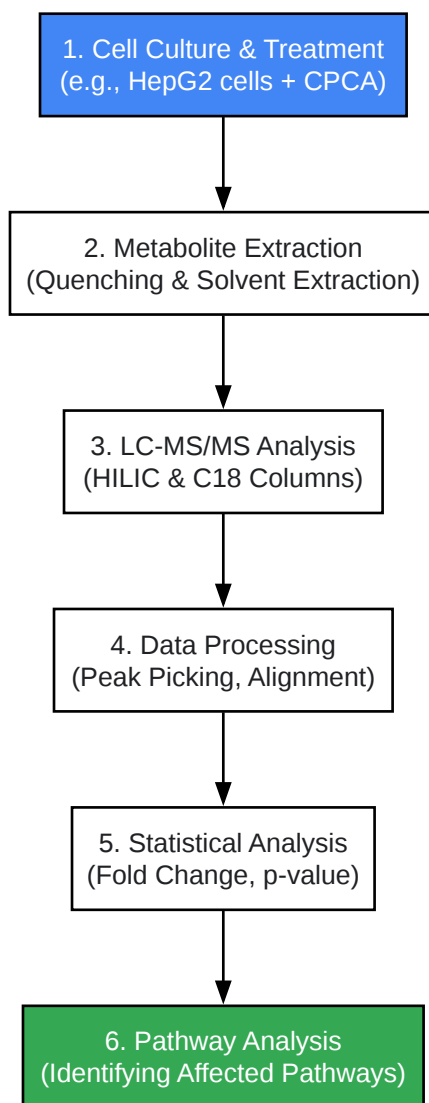 1. Cell Culture & Treatment
(e.g., HepG2 cells + CPCA)
2. Metabolite Extraction
(Quenching & Solvent Extraction)
3. LC-MS/MS Analysis
(HILIC & C18 Columns)
4. Data Processing
(Peak Picking, Alignment)
5. Statistical Analysis
(Fold Change, p-value)
6. Pathway Analysis
(Identifying Affected Pathways)